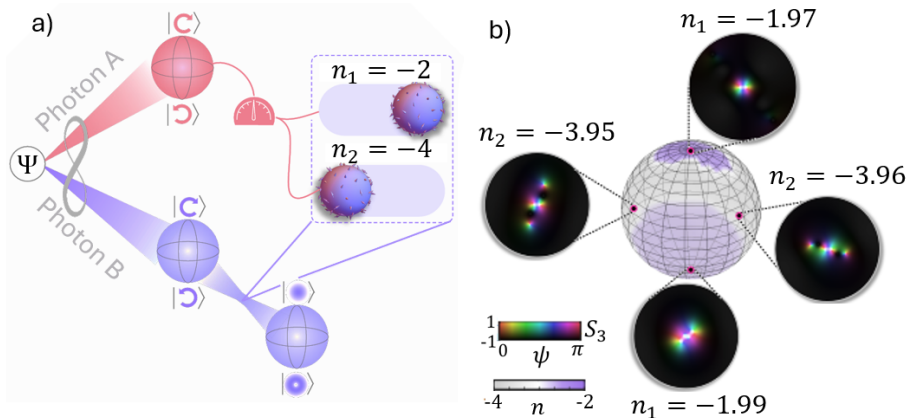 a)
|↻⟩
Photon A
|↺⟩
n₁ = −2
n₂ = −4
Ψ
Photon B
|↻⟩
|↺⟩
b)
n₁ = −1.97
n₂ = −3.95
n₂ = −3.96
1
-1
S₃
0
ψ
π
-4
n
-2
n₁ = −1.99